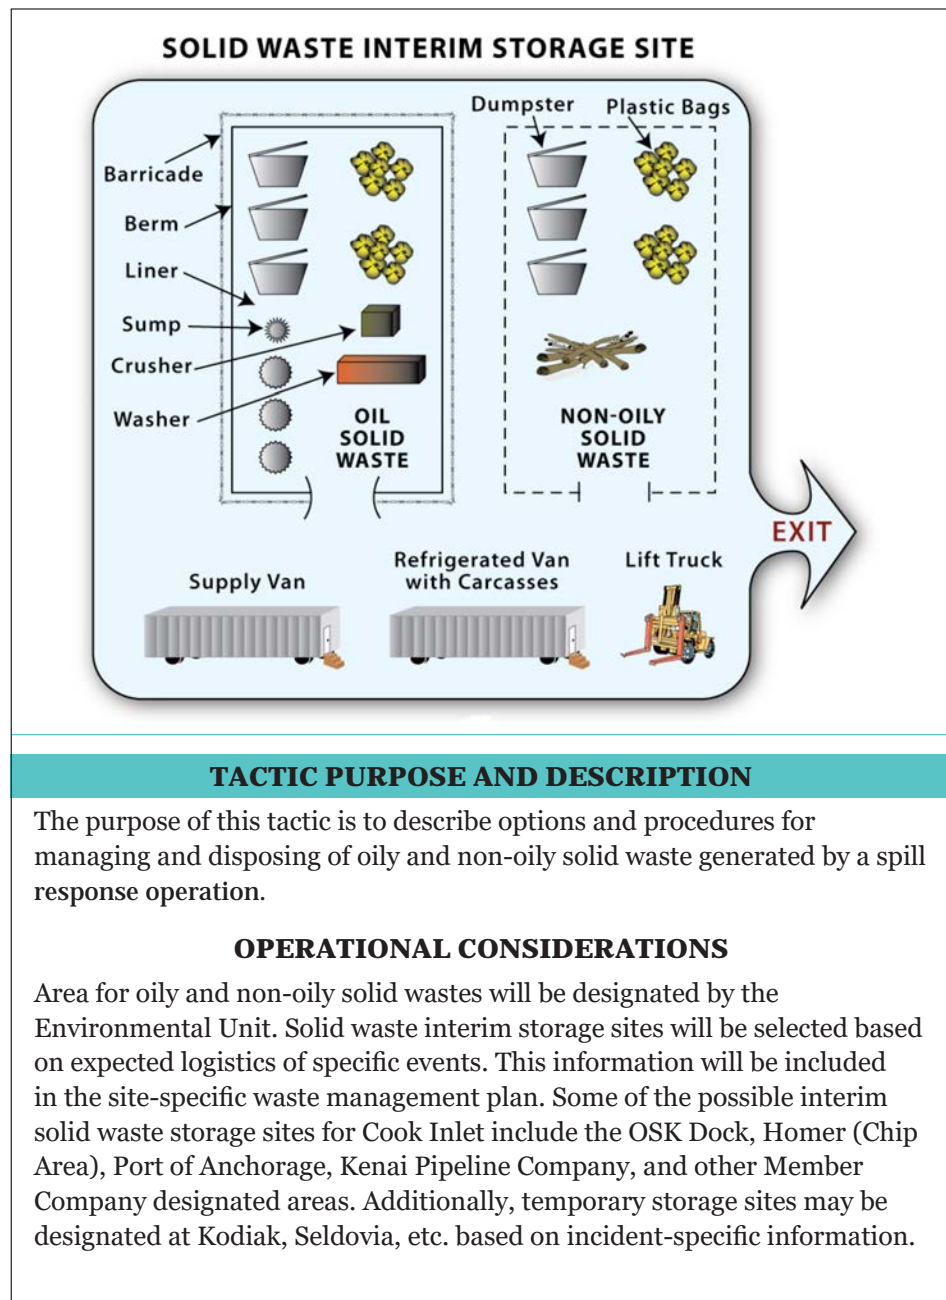 SOLID WASTE INTERIM STORAGE SITE
Dumpster
Plastic Bags
Barricade
Berm
Liner
Sump
Crusher
Washer
OIL
SOLID
WASTE
NON-OILY
SOLID
WASTE
EXIT
Supply Van
Refrigerated Van
with Carcasses
Lift Truck
TACTIC PURPOSE AND DESCRIPTION
The purpose of this tactic is to describe options and procedures for
managing and disposing of oily and non-oily solid waste generated by a spill
response operation.
OPERATIONAL CONSIDERATIONS
Area for oily and non-oily solid wastes will be designated by the
Environmental Unit. Solid waste interim storage sites will be selected based
on expected logistics of specific events. This information will be included
in the site-specific waste management plan. Some of the possible interim
solid waste storage sites for Cook Inlet include the OSK Dock, Homer (Chip
Area), Port of Anchorage, Kenai Pipeline Company, and other Member
Company designated areas. Additionally, temporary storage sites may be
designated at Kodiak, Seldovia, etc. based on incident-specific information.